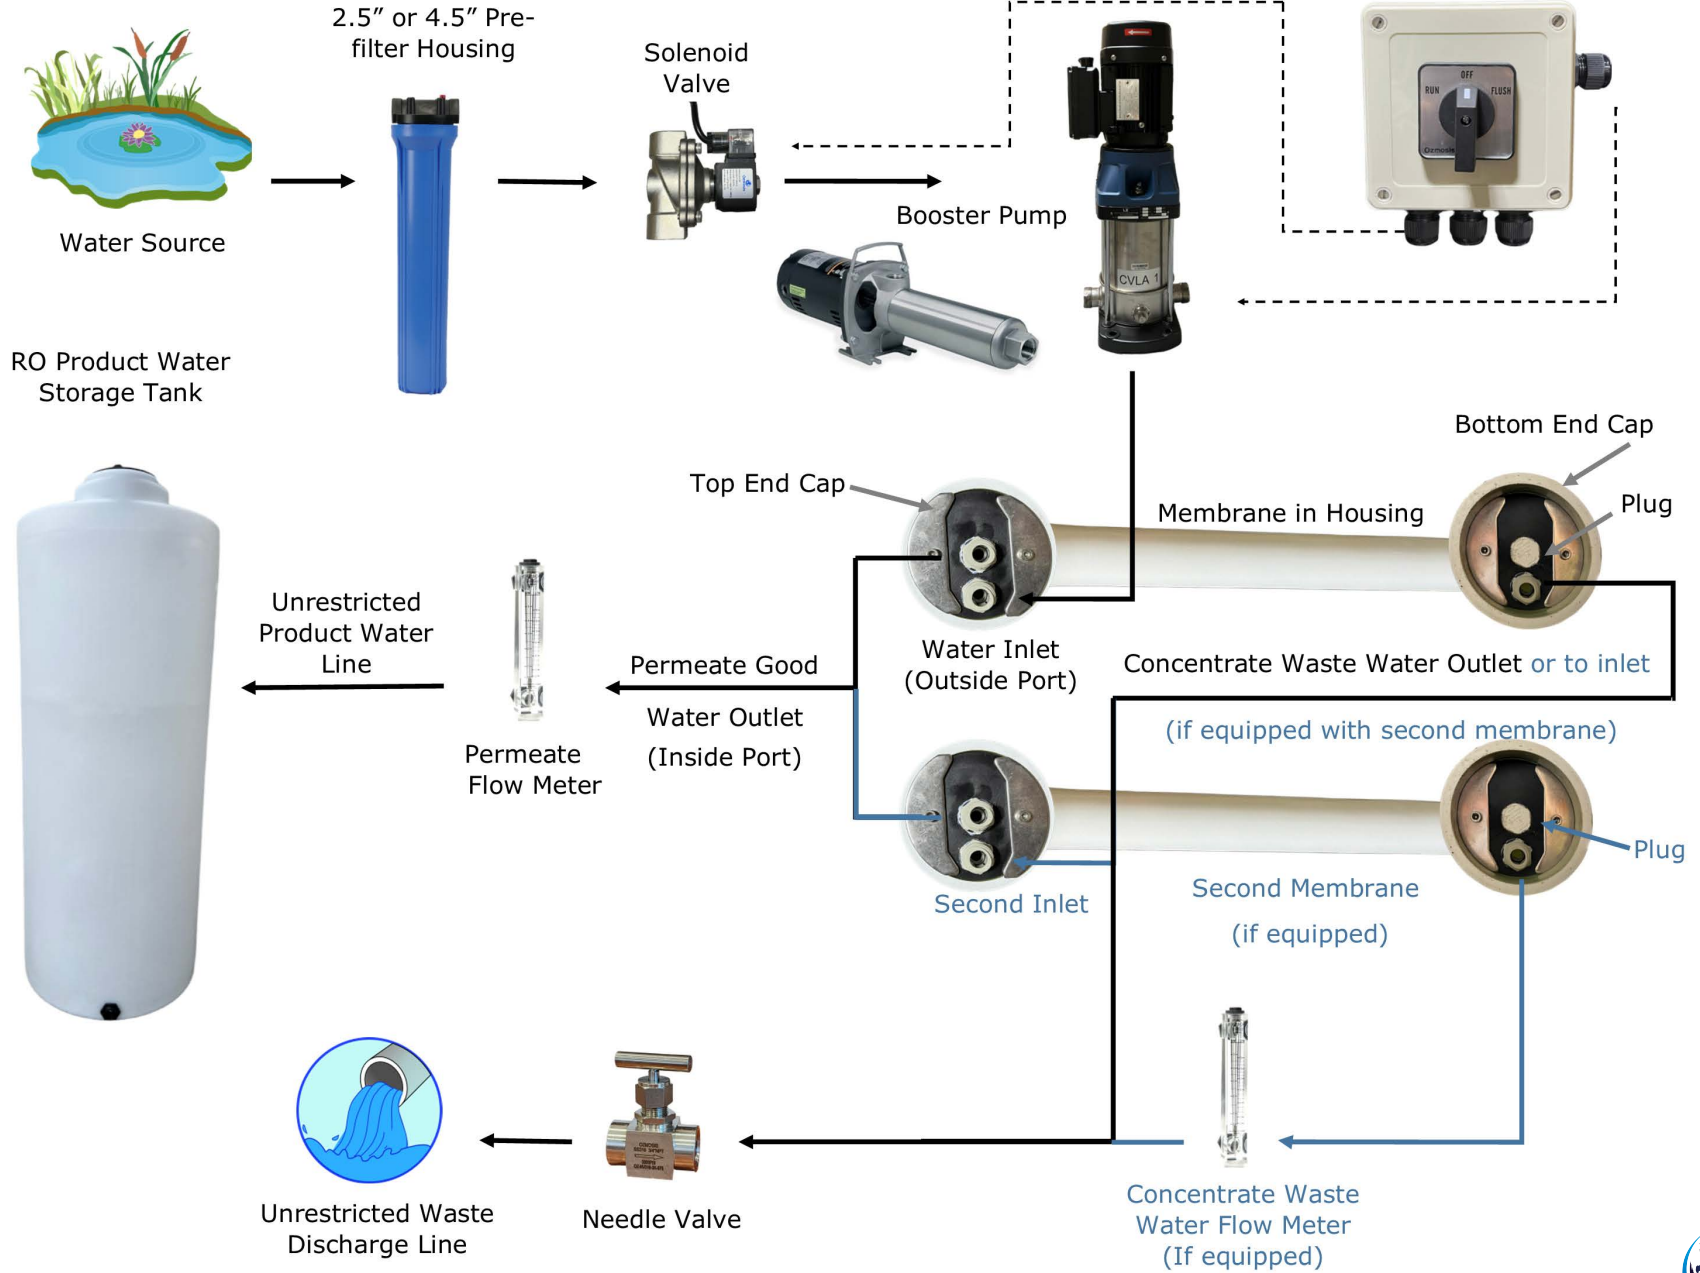 2.5” or 4.5” Pre-
filter Housing
Solenoid
Valve
OFF
RUN
FLUSH
Ozmosis
Water Source
Booster Pump
CVLA 1
RO Product Water
Storage Tank
Bottom End Cap
Top End Cap
Plug
Membrane in Housing
Unrestricted
Product Water
Line
Water Inlet
(Outside Port)
Permeate Good
Water Outlet
(Inside Port)
Concentrate Waste Water Outlet or to inlet
(if equipped with second membrane)
Permeate
Flow Meter
Plug
Second Inlet
Second Membrane
(if equipped)
Unrestricted Waste
Discharge Line
Needle Valve
Concentrate Waste
Water Flow Meter
(If equipped)